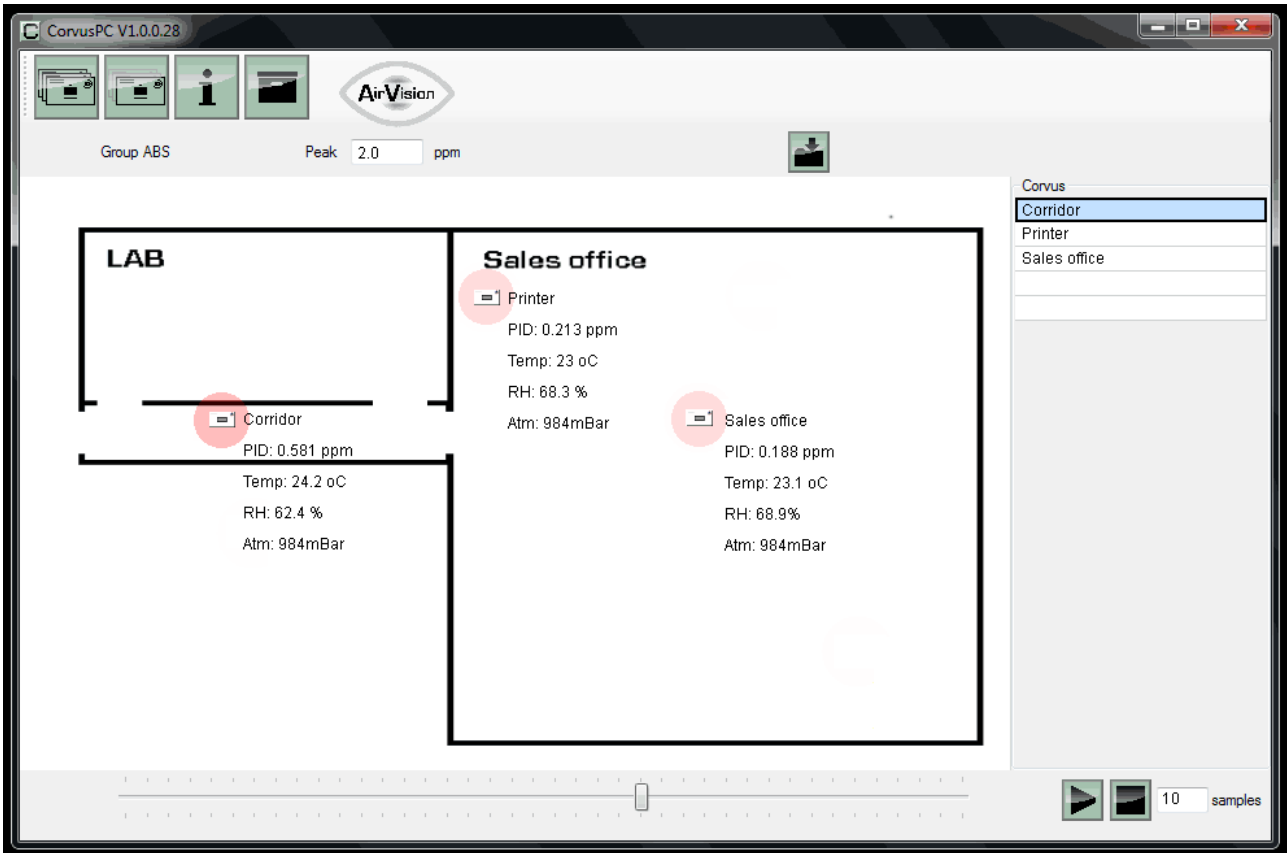 CorvusPC V1.0.0.28
AirVision
Group ABS Peak 2.0 ppm
Corvus
Corridor
Printer
Sales office
LAB
Sales office
Printer
PID: 0.213 ppm
Temp: 23 oC
RH: 68.3 %
Atm: 984mBar
Corridor
PID: 0.581 ppm
Temp: 24.2 oC
RH: 62.4 %
Atm: 984mBar
Sales office
PID: 0.188 ppm
Temp: 23.1 oC
RH: 68.9%
Atm: 984mBar
10 samples